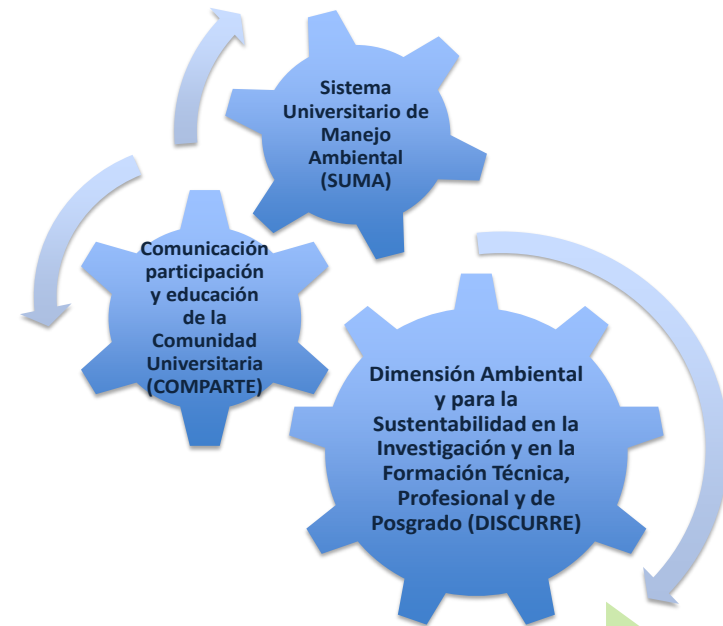 Sistema
Universitario de
Manejo
Ambiental
(SUMA)
Comunicación
participación
y educación
de la
Comunidad
Universitaria
(COMPARTE)
Dimensión Ambiental
y para la
Sustentabilidad en la
Investigación y en la
Formación Técnica,
Profesional y de
Posgrado (DISCURRE)